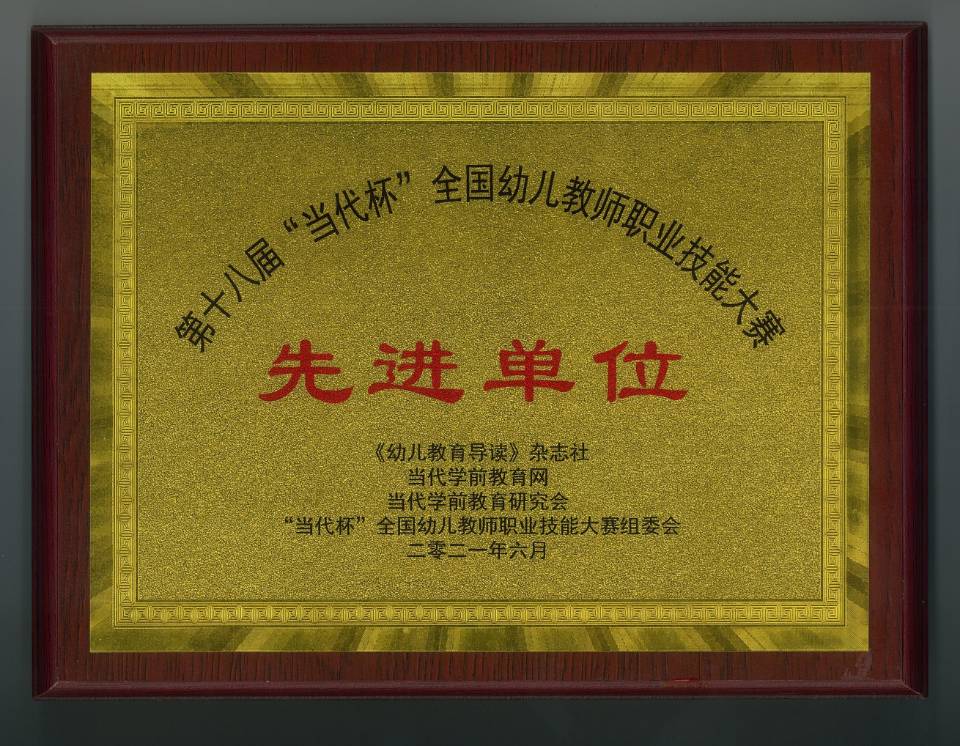 第十八届“当代杯”全国幼儿教师职业技能大赛
先进单位
《幼儿教育导读》杂志社
当代学前教育网
当代学前教育研究会
“当代杯”全国幼儿教师职业技能大赛组委会
二零二一年六月